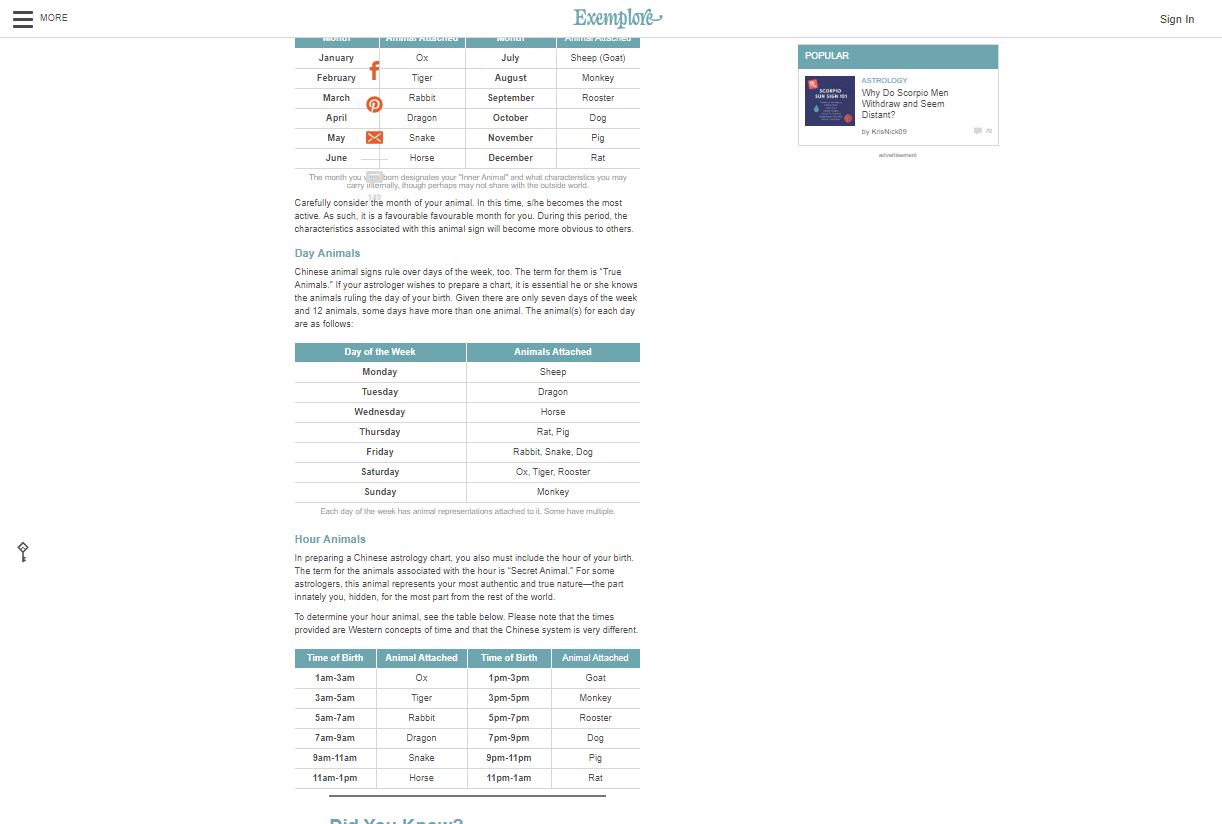 MORE
Exemplore
Sign In
Month Animal Attached Month Animal Attached
January Ox July Sheep (Goat)
February Tiger August Monkey
March Rabbit September Rooster
April Dragon October Dog
May Snake November Pig
June Horse December Rat
The month you were born designates your "Inner Animal" and what characteristics you may
carry internally, though perhaps may not share with the outside world.
142
Carefully consider the month of your animal. In this time, s/he becomes the most
active. As such, it is a favourable favourable month for you. During this period, the
characteristics associated with this animal sign will become more obvious to others.
Day Animals
Chinese animal signs rule over days of the week, too. The term for them is “True
Animals.” If your astrologer wishes to prepare a chart, it is essential he or she knows
the animals ruling the day of your birth. Given there are only seven days of the week
and 12 animals, some days have more than one animal. The animal(s) for each day
are as follows:
Day of the Week Animals Attached
Monday Sheep
Tuesday Dragon
Wednesday Horse
Thursday Rat, Pig
Friday Rabbit, Snake, Dog
Saturday Ox, Tiger, Rooster
Sunday Monkey
Each day of the week has animal representations attached to it. Some have multiple.
Hour Animals
In preparing a Chinese astrology chart, you also must include the hour of your birth.
The term for the animals associated with the hour is “Secret Animal.” For some
astrologers, this animal represents your most authentic and true nature—the part
innately you, hidden, for the most part from the rest of the world.
To determine your hour animal, see the table below. Please note that the times
provided are Western concepts of time and that the Chinese system is very different.
Time of Birth Animal Attached Time of Birth Animal Attached
1am-3am Ox 1pm-3pm Goat
3am-5am Tiger 3pm-5pm Monkey
5am-7am Rabbit 5pm-7pm Rooster
7am-9am Dragon 7pm-9pm Dog
9am-11am Snake 9pm-11pm Pig
11am-1pm Horse 11pm-1am Rat
Did You Know?
POPULAR
SCORPIO
SUN SIGN 101
ASTROLOGY
Why Do Scorpio Men
Withdraw and Seem
Distant?
by KrisNick09
advertisement